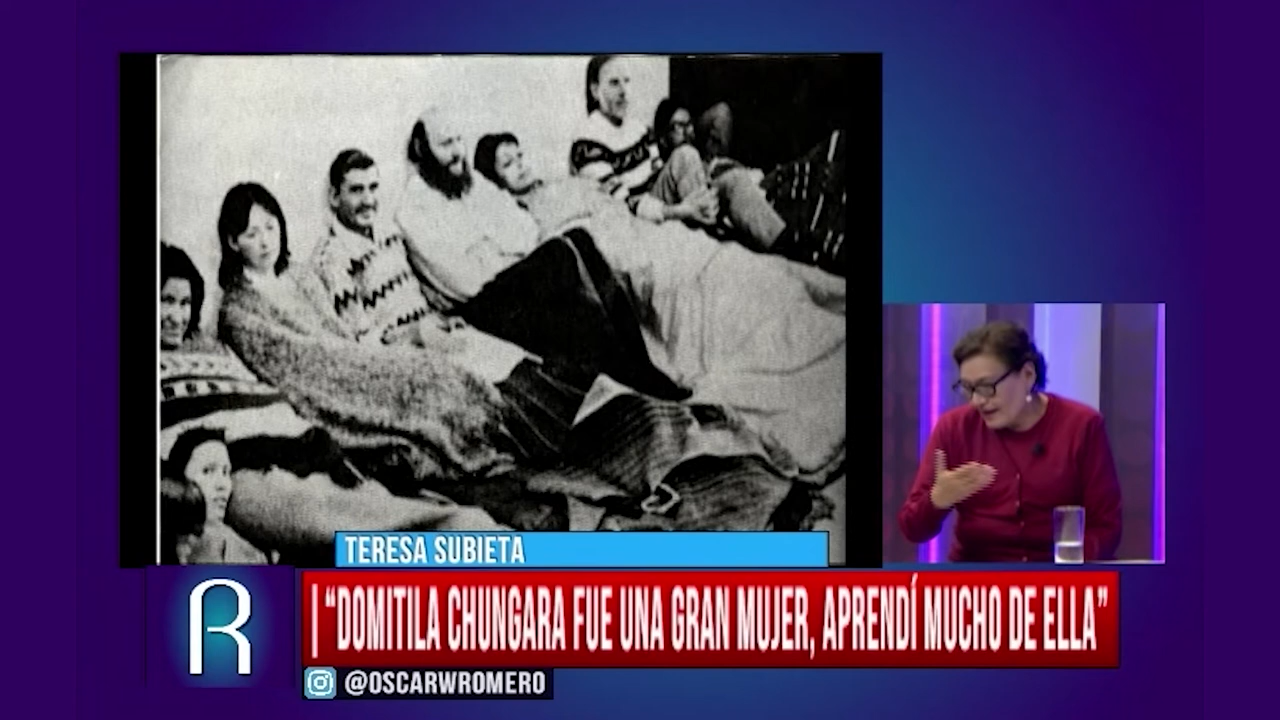 TERESA SUBIETA
R
| “DOMITILA CHUNGARA FUE UNA GRAN MUJER, APRENDÍ MUCHO DE ELLA”
@OSCARWROMERO